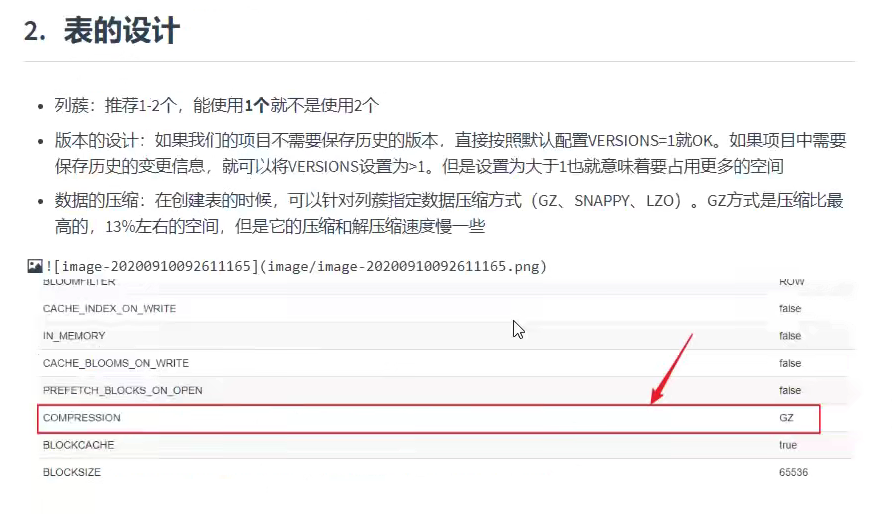 2. 表的设计
列蔟：推荐1-2个，能使用1个就不是使用2个
版本的设计：如果我们的项目不需要保存历史的版本，直接按照默认配置VERSIONS=1就OK。如果项目中需要
保存历史的变更信息，就可以将VERSIONS设置为>1。但是设置为大于1也就意味着要占用更多的空间
数据的压缩：在创建表的时候，可以针对列蔟指定数据压缩方式（GZ、SNAPPY、LZO）。GZ方式是压缩比最
高的，13%左右的空间，但是它的压缩和解压缩速度慢一些
![image-20200910092611165](image/image-20200910092611165.png)
BLOOMFILTER ROW
CACHE_INDEX_ON_WRITE false
IN_MEMORY false
CACHE_BLOOMS_ON_WRITE false
PREFETCH_BLOCKS_ON_OPEN false
COMPRESSION GZ
BLOCKCACHE true
BLOCKSIZE 65536